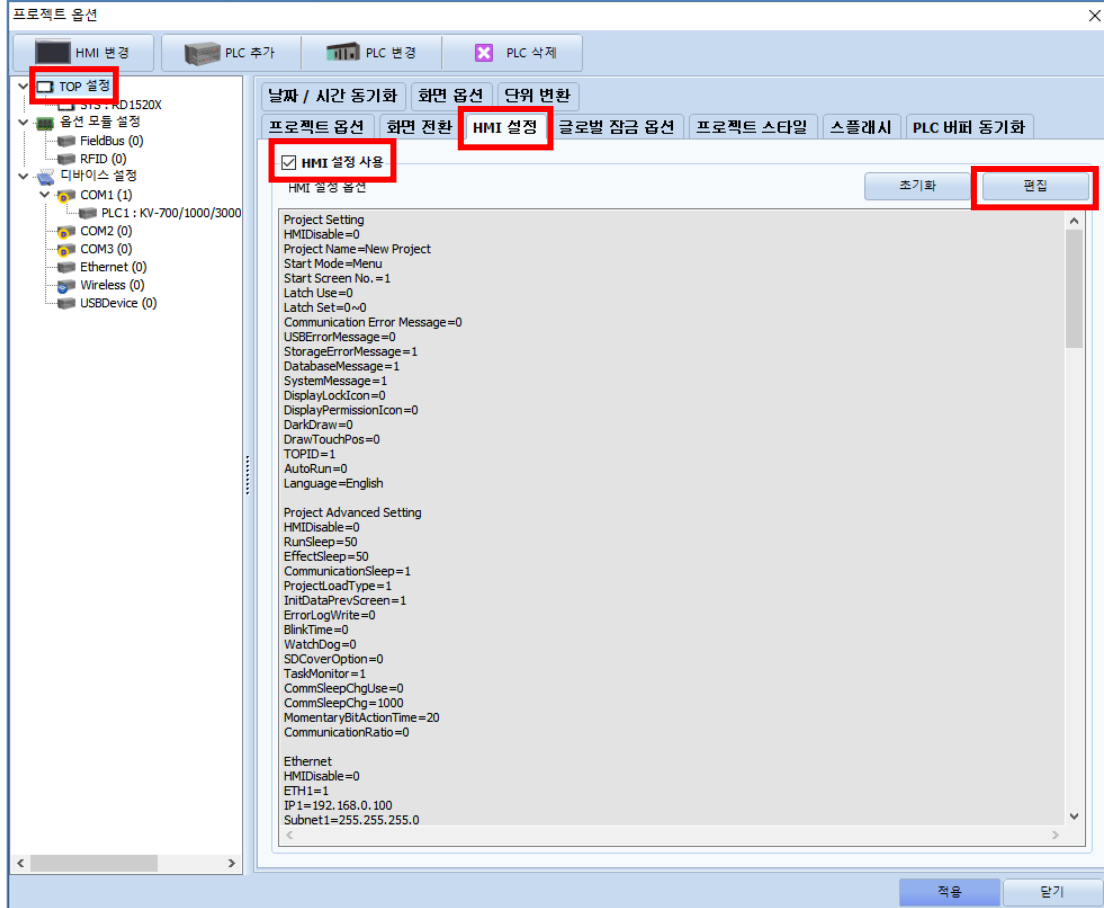 프로젝트 옵션
HMI 변경
PLC 추가
PLC 변경
PLC 삭제
TOP 설정
SYS : RD1520X
옵션 모듈 설정
FieldBus (0)
RFID (0)
디바이스 설정
COM1 (1)
PLC1 : KV-700/1000/3000
COM2 (0)
COM3 (0)
Ethernet (0)
Wireless (0)
USBDevice (0)
날짜 / 시간 동기화 화면 옵션 단위 변환
프로젝트 옵션 화면 전환 HMI 설정 글로벌 잠금 옵션 프로젝트 스타일 스플래시 PLC 버퍼 동기화
HMI 설정 사용
HMI 설정 옵션
초기화
편집
Project Setting
HMIDisable=0
Project Name=New Project
Start Mode=Menu
Start Screen No.=1
Latch Use=0
Latch Set=0~0
Communication Error Message=0
USBErrorMessage=0
StorageErrorMessage=1
DatabaseMessage=1
SystemMessage=1
DisplayLockIcon=0
DisplayPermissionIcon=0
DarkDraw=0
DrawTouchPos=0
TOPID=1
AutoRun=0
Language=English
Project Advanced Setting
HMIDisable=0
RunSleep=50
EffectSleep=50
CommunicationSleep=1
ProjectLoadType=1
InitDataPrevScreen=1
ErrorLogWrite=0
BlinkTime=0
WatchDog=0
SDCoverOption=0
TaskMonitor=1
CommSleepChgUse=0
CommSleepChg=1000
MomentaryBitActionTime=20
CommunicationRatio=0
Ethernet
HMIDisable=0
ETH1=1
IP1=192.168.0.100
Subnet1=255.255.255.0
적용
닫기